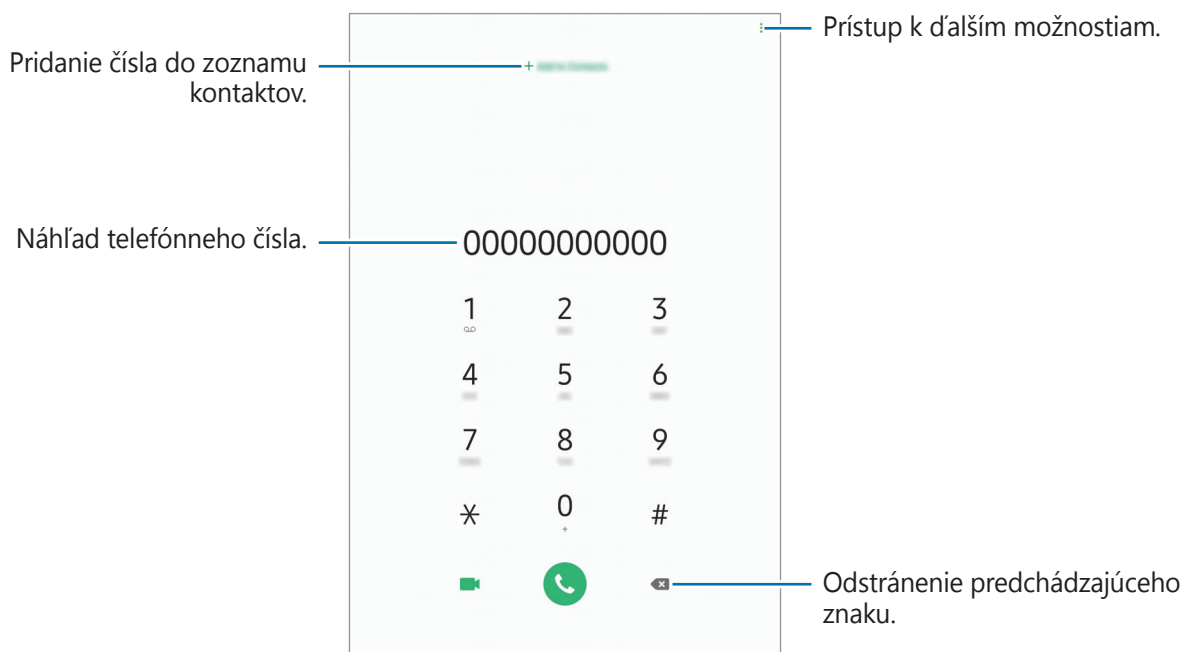 Prístup k ďalším možnostiam.
Pridanie čísla do zoznamu
kontaktov.
+
Náhľad telefónneho čísla.
00000000000
1 2 3
4 5 6
7 8 9
* 0 #
+
Odstránenie predchádzajúceho
znaku.